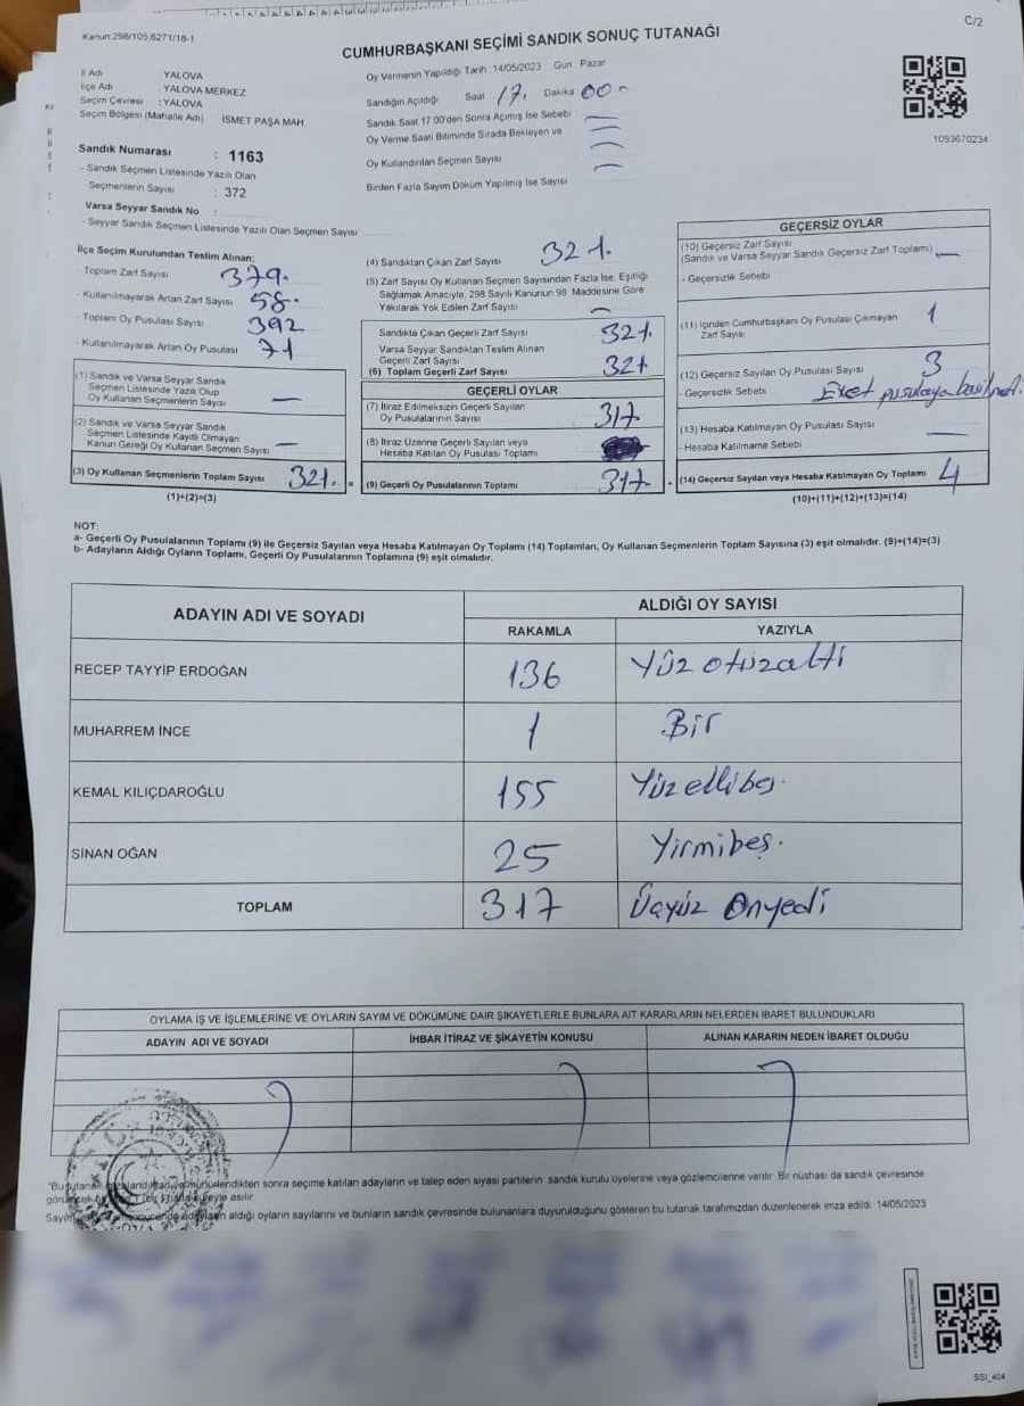 Kanun:298/105,6271/18-1
C/2
CUMHURBAŞKANI SEÇİMİ SANDIK SONUÇ TUTANAĞI
İl Adı YALOVA
İlçe Adı YALOVA MERKEZ
Seçim Çevresi : YALOVA
Seçim Bölgesi (Mahalle Adı) İSMET PAŞA MAH.
Sandık Numarası : 1163
- Sandık Seçmen Listesinde Yazılı Olan
Seçmenlerin Sayısı : 372
Varsa Seyyar Sandık No :
- Seyyar Sandık Seçmen Listesinde Yazılı Olan Seçmen Sayısı
Oy Vermenin Yapıldığı Tarih : 14/05/2023 Gün : Pazar
Sandığın Açıldığı Saat 17. Dakika 00
Sandık Saat 17:00'den Sonra Açılmış İse Sebebi —
Oy Verme Saati Bitiminde Sırada Bekleyen ve —
Oy Kullandırılan Seçmen Sayısı —
Birden Fazla Sayım Döküm Yapılmış İse Sayısı —
1093670234
İlçe Seçim Kurulundan Teslim Alınan;
Toplam Zarf Sayısı 379.
- Kullanılmayarak Artan Zarf Sayısı 58.
- Toplam Oy Pusulası Sayısı 392
- Kullanılmayarak Artan Oy Pusulası 71
(1) Sandık ve Varsa Seyyar Sandık
Seçmen Listesinde Yazılı Olup
Oy Kullanan Seçmenlerin Sayısı —
(2) Sandık ve Varsa Seyyar Sandık
Seçmen Listesinde Kayıtlı Olmayan
Kanun Gereği Oy Kullanan Seçmen Sayısı —
(3) Oy Kullanan Seçmenlerin Toplam Sayısı 321. =
(1)+(2)=(3)
(4) Sandıktan Çıkan Zarf Sayısı 321.
(5) Zarf Sayısı Oy Kullanan Seçmen Sayısından Fazla İse, Eşitliği
Sağlamak Amacıyla, 298 Sayılı Kanunun 98. Maddesine Göre
Yakılarak Yok Edilen Zarf Sayısı —
Sandıkta Çıkan Geçerli Zarf Sayısı 321.
Varsa Seyyar Sandıktan Teslim Alınan
Geçerli Zarf Sayısı
(6) Toplam Geçerli Zarf Sayısı 321
GEÇERLİ OYLAR
(7) İtiraz Edilmeksizin Geçerli Sayılan
Oy Pusulalarının Sayısı 317
(8) İtiraz Üzerine Geçerli Sayılan veya
Hesaba Katılan Oy Pusulası Toplamı
(9) Geçerli Oy Pusulalarının Toplamı 317
GEÇERSİZ OYLAR
(10) Geçersiz Zarf Sayısı
(Sandık ve Varsa Seyyar Sandık Geçersiz Zarf Toplamı) —
- Geçersizlik Sebebi
(11) İçinden Cumhurbaşkanı Oy Pusulası Çıkmayan
Zarf Sayısı 1
(12) Geçersiz Sayılan Oy Pusulası Sayısı 3
- Geçersizlik Sebebi Evet pusulaya
(13) Hesaba Katılmayan Oy Pusulası Sayısı —
- Hesaba Katılmama Sebebi
(14) Geçersiz Sayılan veya Hesaba Katılmayan Oy Toplamı 4
(10)+(11)+(12)+(13)=(14)
NOT:
a- Geçerli Oy Pusulalarının Toplamı (9) ile Geçersiz Sayılan veya Hesaba Katılmayan Oy Toplamı (14) Toplamları, Oy Kullanan Seçmenlerin Toplam Sayısına (3) eşit olmalıdır. (9)+(14)=(3)
b- Adayların Aldığı Oyların Toplamı, Geçerli Oy Pusulalarının Toplamına (9) eşit olmalıdır.
ADAYIN ADI VE SOYADI
ALDIĞI OY SAYISI
RAKAMLA YAZIYLA
RECEP TAYYİP ERDOĞAN 136 Yüzotuzaltı
MUHARREM İNCE 1 Bir
KEMAL KILIÇDAROĞLU 155 Yüzellibeş.
SİNAN OĞAN 25 Yirmibeş.
TOPLAM 317 Üçyüz Onyedi
OYLAMA İŞ VE İŞLEMLERİNE VE OYLARIN SAYIM VE DÖKÜMÜNE DAİR ŞİKAYETLERLE BUNLARA AİT KARARLARIN NELERDEN İBARET BULUNDUKLARI
ADAYIN ADI VE SOYADI İHBAR İTİRAZ VE ŞİKAYETİN KONUSU ALINAN KARARIN NEDEN İBARET OLDUĞU
sonra seçime katılan adayların ve talep eden siyasi partilerin sandık kurulu üyelerine veya gözlemcilerine verilir. Bir nüshası da sandık çevresinde
asılır.
aldığı oyların sayılarını ve bunların sandık çevresinde bulunanlara duyurulduğunu gösteren bu tutanak tarafımızdan düzenlenerek imza edildi. 14/05/2023
SSI_404